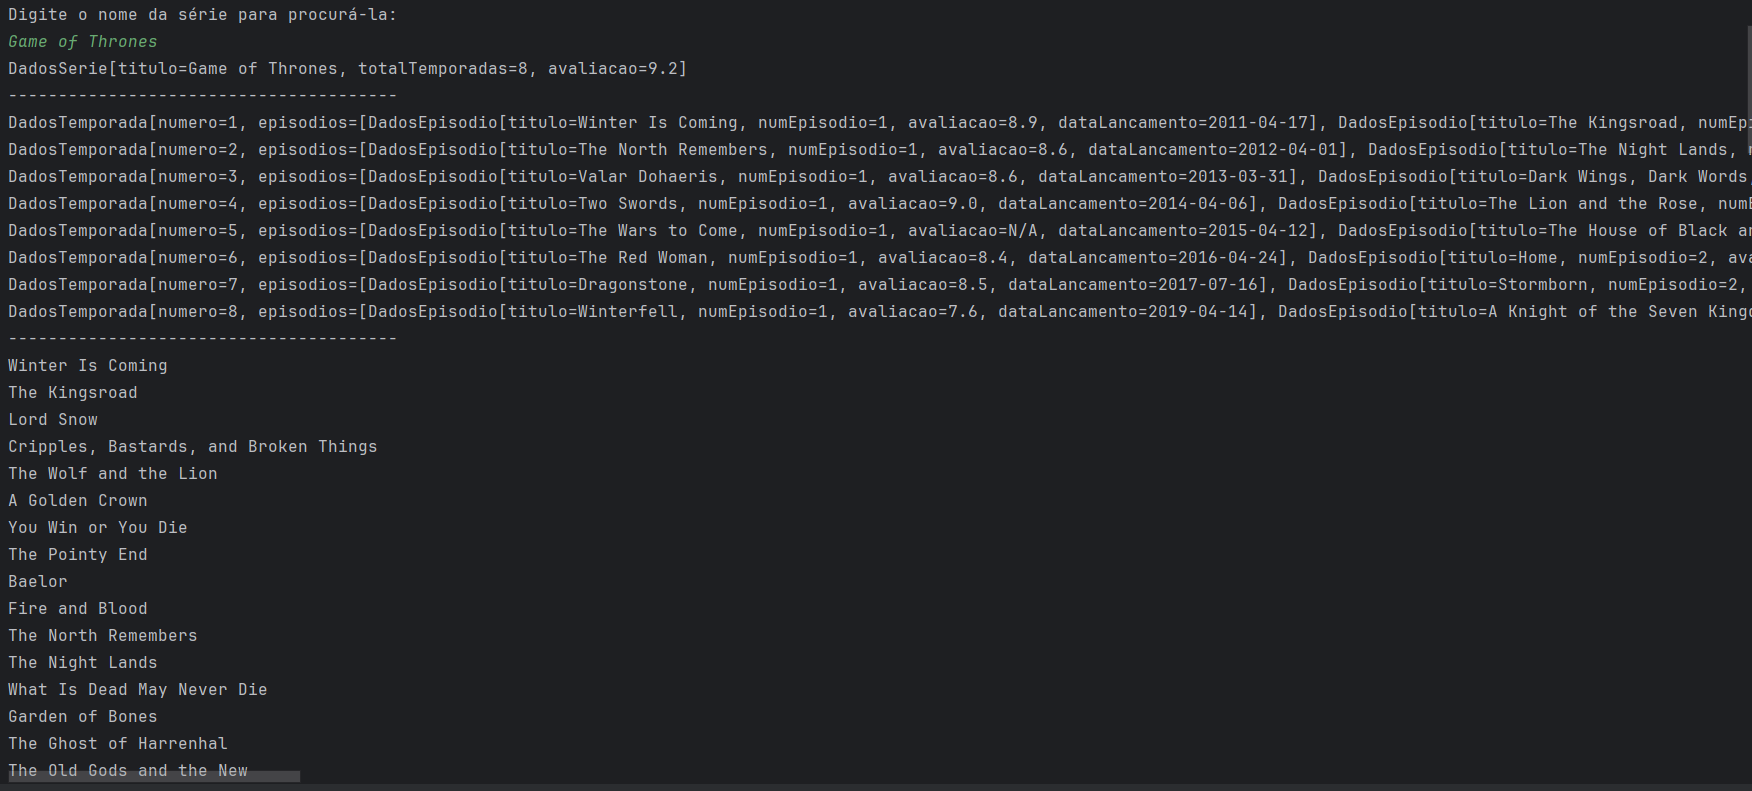 Digite o nome da série para procurá-la:
Game of Thrones
DadosSerie[titulo=Game of Thrones, totalTemporadas=8, avaliacao=9.2]
---------------------------------------
DadosTemporada[numero=1, episodios=[DadosEpisodio[titulo=Winter Is Coming, numEpisodio=1, avaliacao=8.9, dataLancamento=2011-04-17], DadosEpisodio[titulo=The Kingsroad,
DadosTemporada[numero=2, episodios=[DadosEpisodio[titulo=The North Remembers, numEpisodio=1, avaliacao=8.6, dataLancamento=2012-04-01], DadosEpisodio[titulo=The Night Lands,
DadosTemporada[numero=3, episodios=[DadosEpisodio[titulo=Valar Dohaeris, numEpisodio=1, avaliacao=8.6, dataLancamento=2013-03-31], DadosEpisodio[titulo=Dark Wings, Dark Words,
DadosTemporada[numero=4, episodios=[DadosEpisodio[titulo=Two Swords, numEpisodio=1, avaliacao=9.0, dataLancamento=2014-04-06], DadosEpisodio[titulo=The Lion and the Rose,
DadosTemporada[numero=5, episodios=[DadosEpisodio[titulo=The Wars to Come, numEpisodio=1, avaliacao=N/A, dataLancamento=2015-04-12], DadosEpisodio[titulo=The House of Black
DadosTemporada[numero=6, episodios=[DadosEpisodio[titulo=The Red Woman, numEpisodio=1, avaliacao=8.4, dataLancamento=2016-04-24], DadosEpisodio[titulo=Home, numEpisodio=2,
DadosTemporada[numero=7, episodios=[DadosEpisodio[titulo=Dragonstone, numEpisodio=1, avaliacao=8.5, dataLancamento=2017-07-16], DadosEpisodio[titulo=Stormborn, numEpisodio=2,
DadosTemporada[numero=8, episodios=[DadosEpisodio[titulo=Winterfell, numEpisodio=1, avaliacao=7.6, dataLancamento=2019-04-14], DadosEpisodio[titulo=A Knight of the Seven
---------------------------------------
Winter Is Coming
The Kingsroad
Lord Snow
Cripples, Bastards, and Broken Things
The Wolf and the Lion
A Golden Crown
You Win or You Die
The Pointy End
Baelor
Fire and Blood
The North Remembers
The Night Lands
What Is Dead May Never Die
Garden of Bones
The Ghost of Harrenhal
The Old Gods and the New